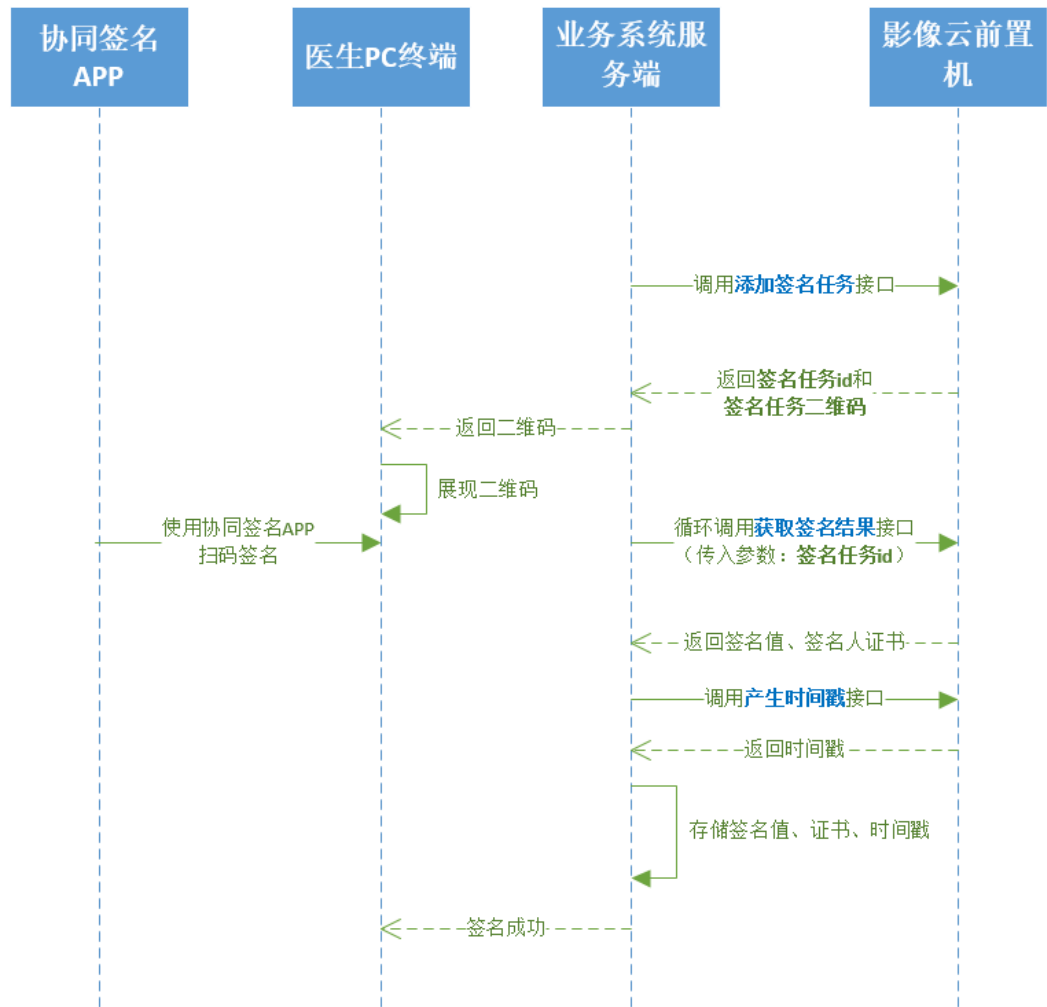 协同签名
APP
医生PC终端
业务系统服
务端
影像云前置
机
调用添加签名任务接口
返回签名任务id和
签名任务二维码
返回二维码
展现二维码
使用协同签名APP
扫码签名
循环调用获取签名结果接口
（传入参数：签名任务id）
返回签名值、签名人证书
调用产生时间戳接口
返回时间戳
存储签名值、证书、时间戳
签名成功